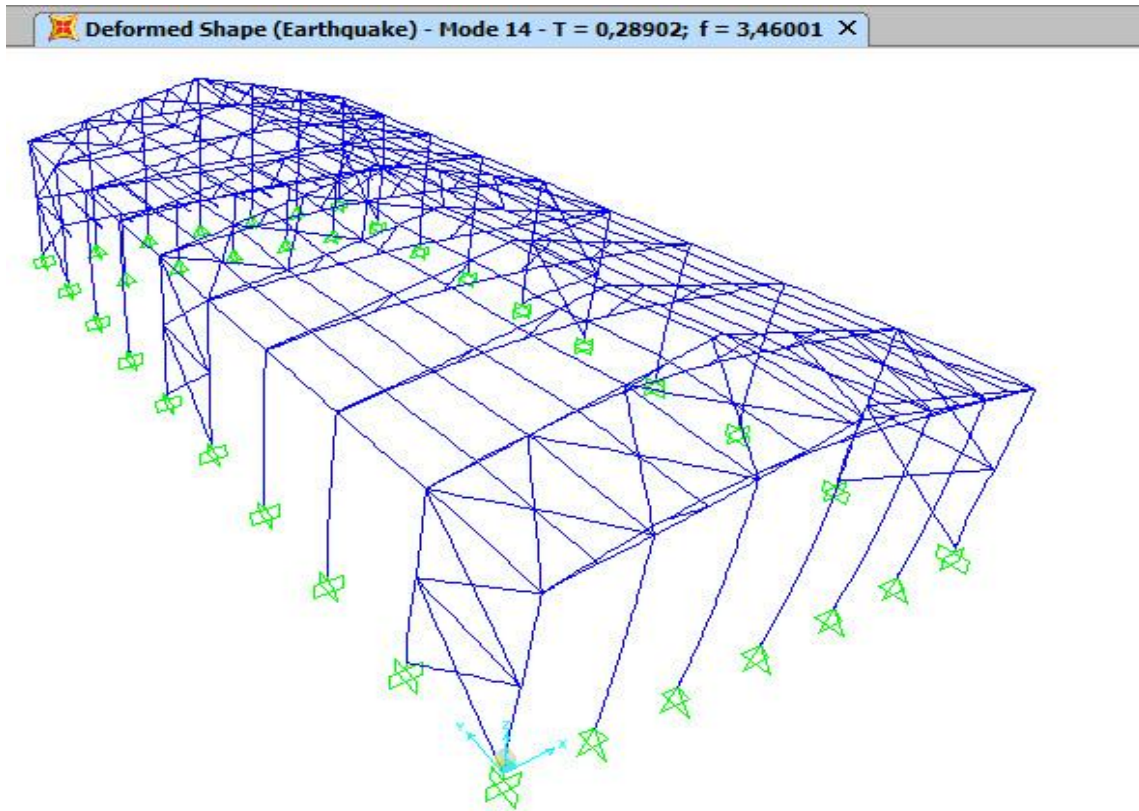 Deformed Shape (Earthquake) - Mode 14 - T = 0,28902; f = 3,46001
Y
Z
X